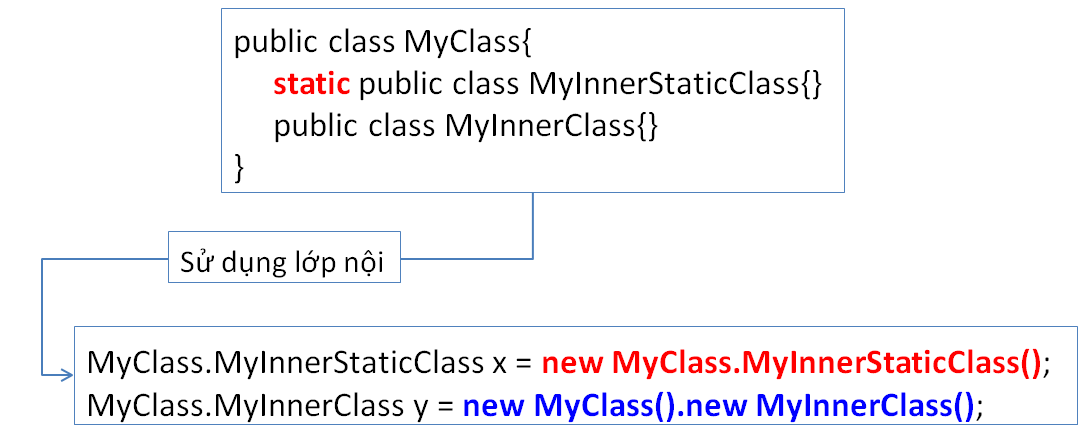 public class MyClass{
static public class MyInnerStaticClass{}
public class MyInnerClass{}
}
Sử dụng lớp nội
MyClass.MyInnerStaticClass x = new MyClass.MyInnerStaticClass();
MyClass.MyInnerClass y = new MyClass().new MyInnerClass();